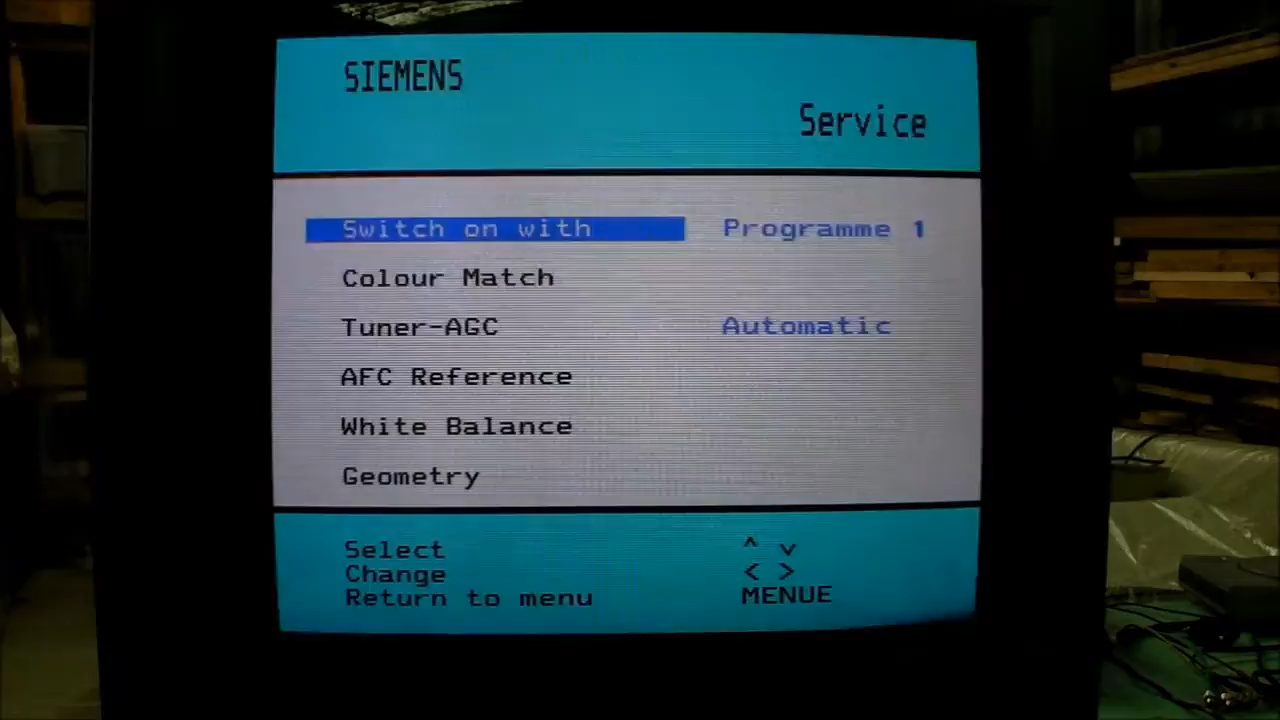 SIEMENS
Service
Switch on with Programme 1
Colour Match
Tuner-AGC Automatic
AFC Reference
White Balance
Geometry
Select ^ v
Change < >
Return to menu MENUE